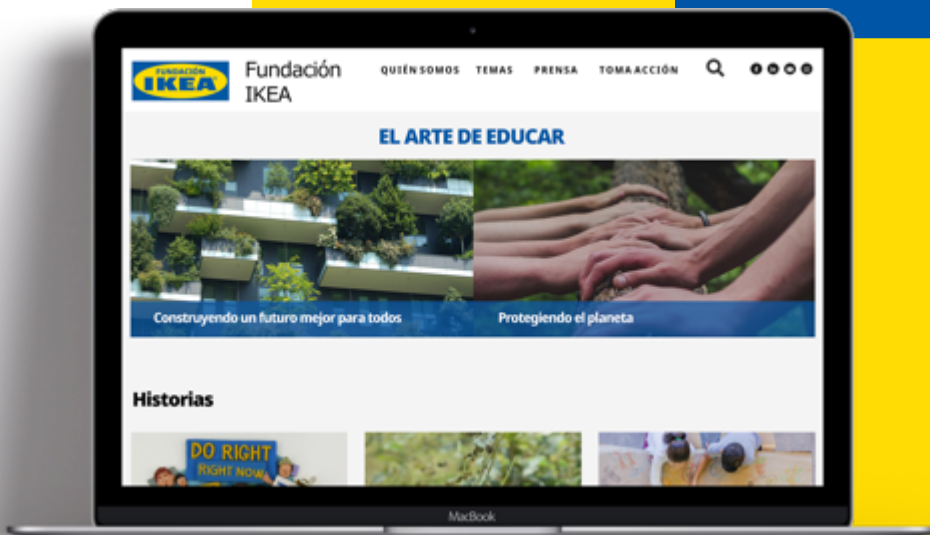 FUNDACIÓN
IKEA
Fundación
IKEA
QUIÉN SOMOS TEMAS PRENSA TOMA ACCIÓN
EL ARTE DE EDUCAR
Construyendo un futuro mejor para todos
Protegiendo el planeta
Historias
DO RIGHT
RIGHT NOW
MacBook